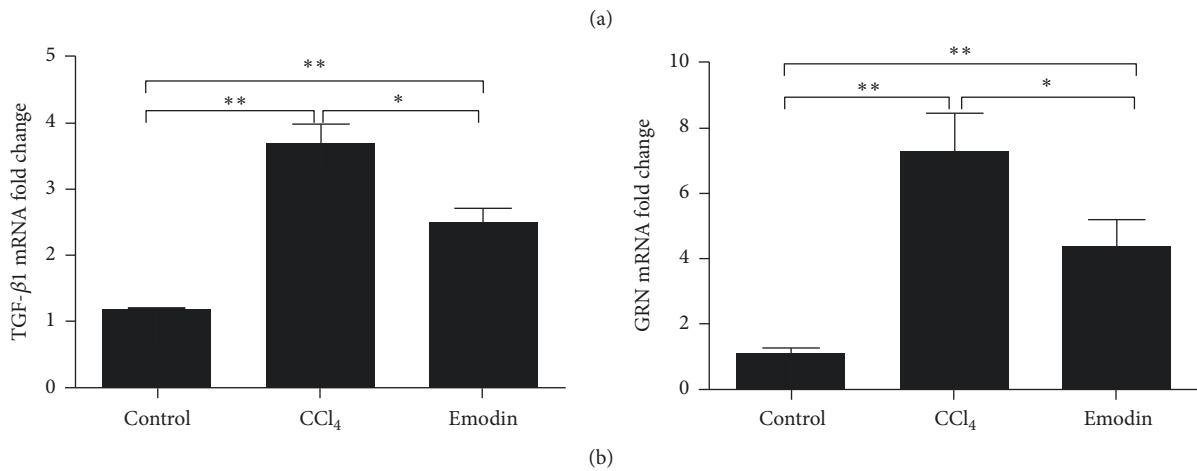 (a)
5
4
3
2
1
0
TGF-β1 mRNA fold change
**
**
*
Control
CCl₄
Emodin
10
8
6
4
2
0
GRN mRNA fold change
**
**
*
Control
CCl₄
Emodin
(b)